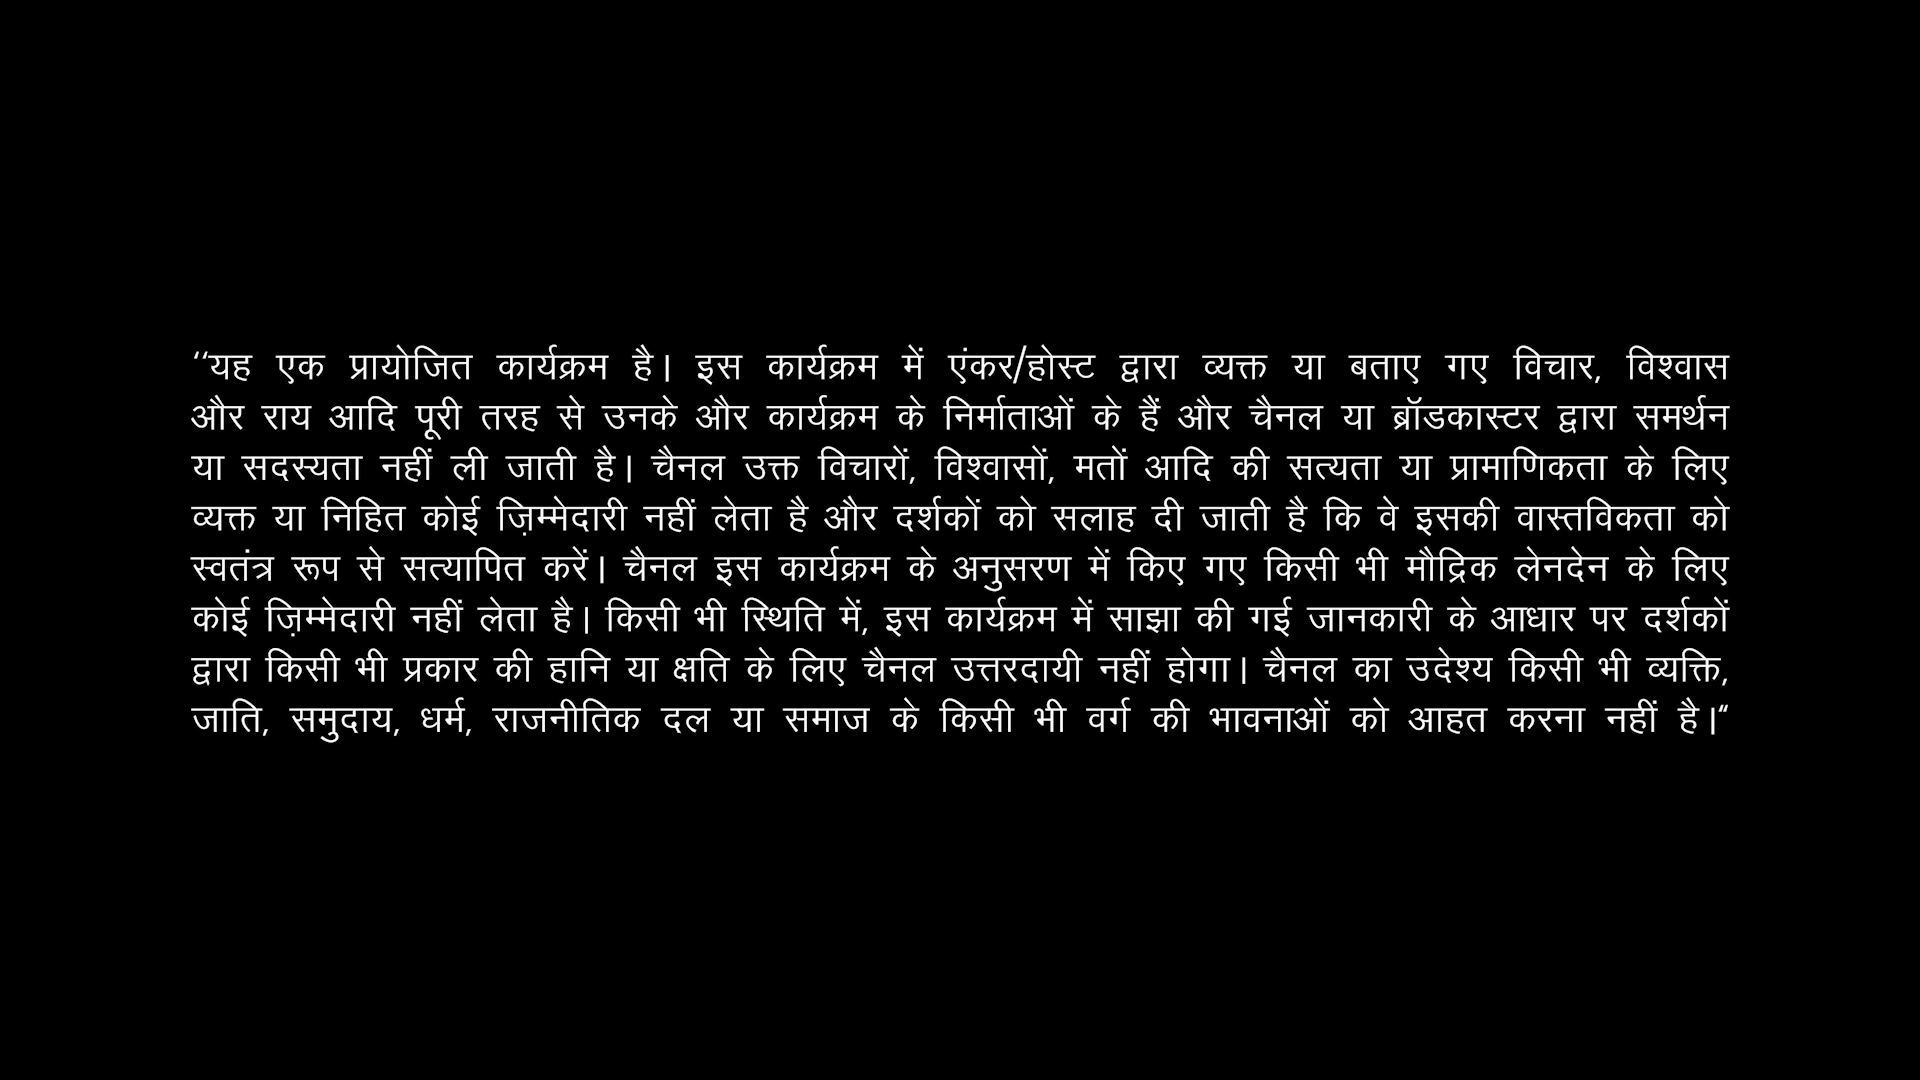 ‘‘यह एक प्रायोजित कार्यक्रम है। इस कार्यक्रम में एंकर/होस्ट द्वारा व्यक्त या बताए गए विचार, विश्वास
और राय आदि पूरी तरह से उनके और कार्यक्रम के निर्माताओं के हैं और चैनल या ब्रॉडकास्टर द्वारा समर्थन
या सदस्यता नहीं ली जाती है। चैनल उक्त विचारों, विश्वासों, मतों आदि की सत्यता या प्रामाणिकता के लिए
व्यक्त या निहित कोई ज़िम्मेदारी नहीं लेता है और दर्शकों को सलाह दी जाती है कि वे इसकी वास्तविकता को
स्वतंत्र रूप से सत्यापित करें। चैनल इस कार्यक्रम के अनुसरण में किए गए किसी भी मौद्रिक लेनदेन के लिए
कोई ज़िम्मेदारी नहीं लेता है। किसी भी स्थिति में, इस कार्यक्रम में साझा की गई जानकारी के आधार पर दर्शकों
द्वारा किसी भी प्रकार की हानि या क्षति के लिए चैनल उत्तरदायी नहीं होगा। चैनल का उदेश्य किसी भी व्यक्ति,
जाति, समुदाय, धर्म, राजनीतिक दल या समाज के किसी भी वर्ग की भावनाओं को आहत करना नहीं है।’’